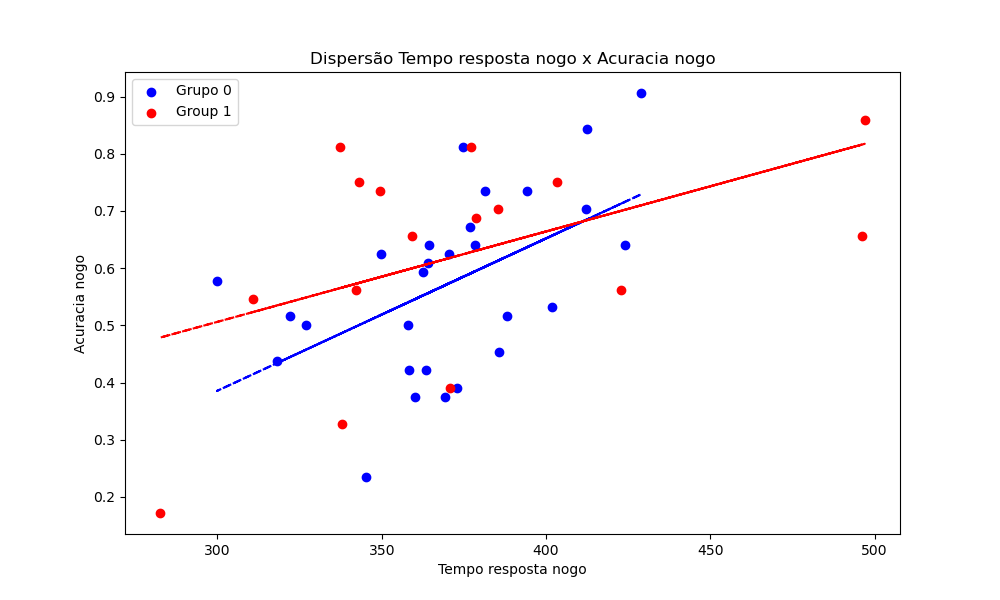 Dispersão Tempo resposta nogo x Acuracia nogo
Grupo 0
Group 1
0.9
0.8
0.7
0.6
0.5
0.4
0.3
0.2
Acuracia nogo
300
350
400
450
500
Tempo resposta nogo